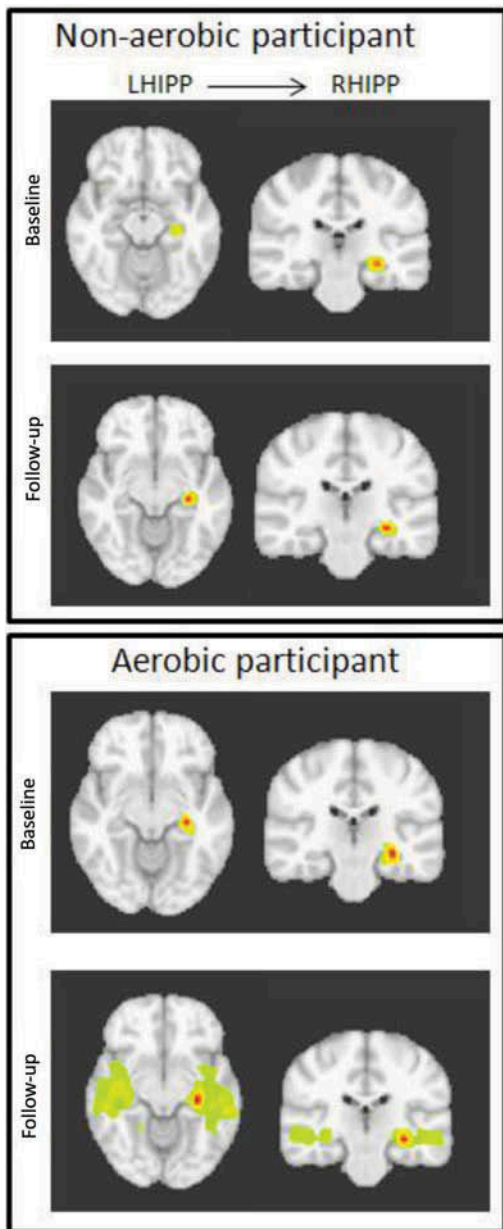 Non-aerobic participant
LHIPP → RHIPP
Baseline
Follow-up
Aerobic participant
Baseline
Follow-up